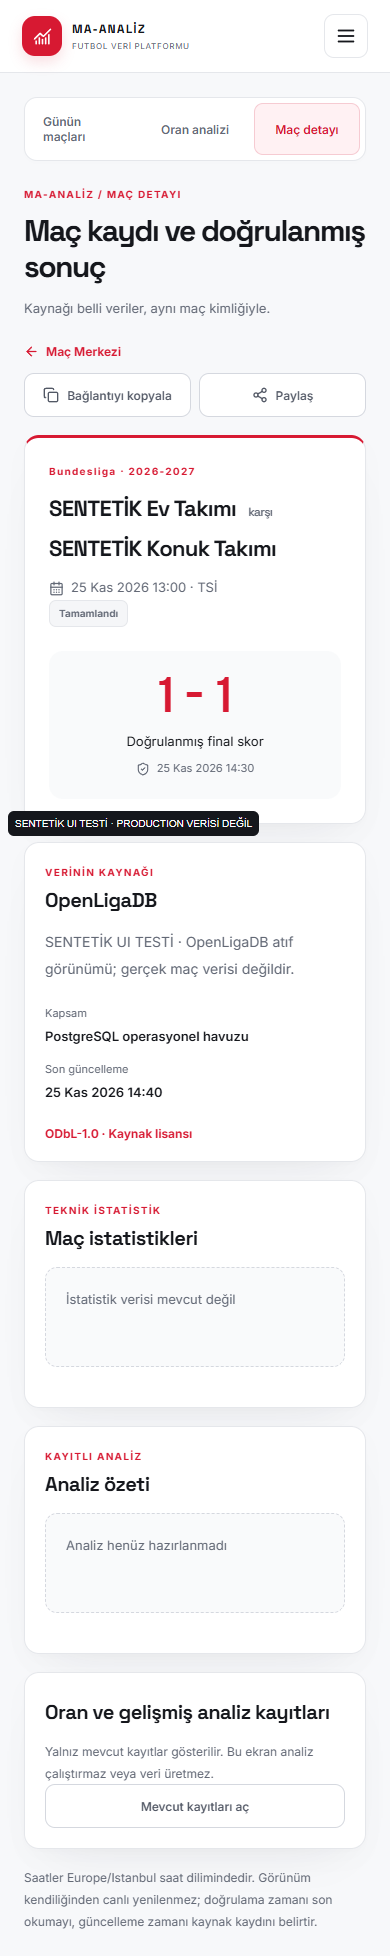 MA-ANALİZ
FUTBOL VERİ PLATFORMU
Günün
maçları
Oran analizi
Maç detayı
MA-ANALİZ / MAÇ DETAYI
Maç kaydı ve doğrulanmış
sonuç
Kaynağı belli veriler, aynı maç kimliğiyle.
Maç Merkezi
Bağlantıyı kopyala
Paylaş
Bundesliga · 2026-2027
SENTETİK Ev Takımı karşı
SENTETİK Konuk Takımı
25 Kas 2026 13:00 · TSİ
Tamamlandı
1 - 1
Doğrulanmış final skor
25 Kas 2026 14:30
SENTETİK UI TESTİ · PRODUCTION VERİSİ DEĞİL
VERİNİN KAYNAĞI
OpenLigaDB
SENTETİK UI TESTİ · OpenLigaDB atıf
görünümü; gerçek maç verisi değildir.
Kapsam
PostgreSQL operasyonel havuzu
Son güncelleme
25 Kas 2026 14:40
ODbL-1.0 · Kaynak lisansı
TEKNİK İSTATİSTİK
Maç istatistikleri
İstatistik verisi mevcut değil
KAYITLI ANALİZ
Analiz özeti
Analiz henüz hazırlanmadı
Oran ve gelişmiş analiz kayıtları
Yalnız mevcut kayıtlar gösterilir. Bu ekran analiz
çalıştırmaz veya veri üretmez.
Mevcut kayıtları aç
Saatler Europe/Istanbul saat dilimindedir. Görünüm
kendiliğinden canlı yenilenmez; doğrulama zamanı son
okumayı, güncelleme zamanı kaynak kaydını belirtir.